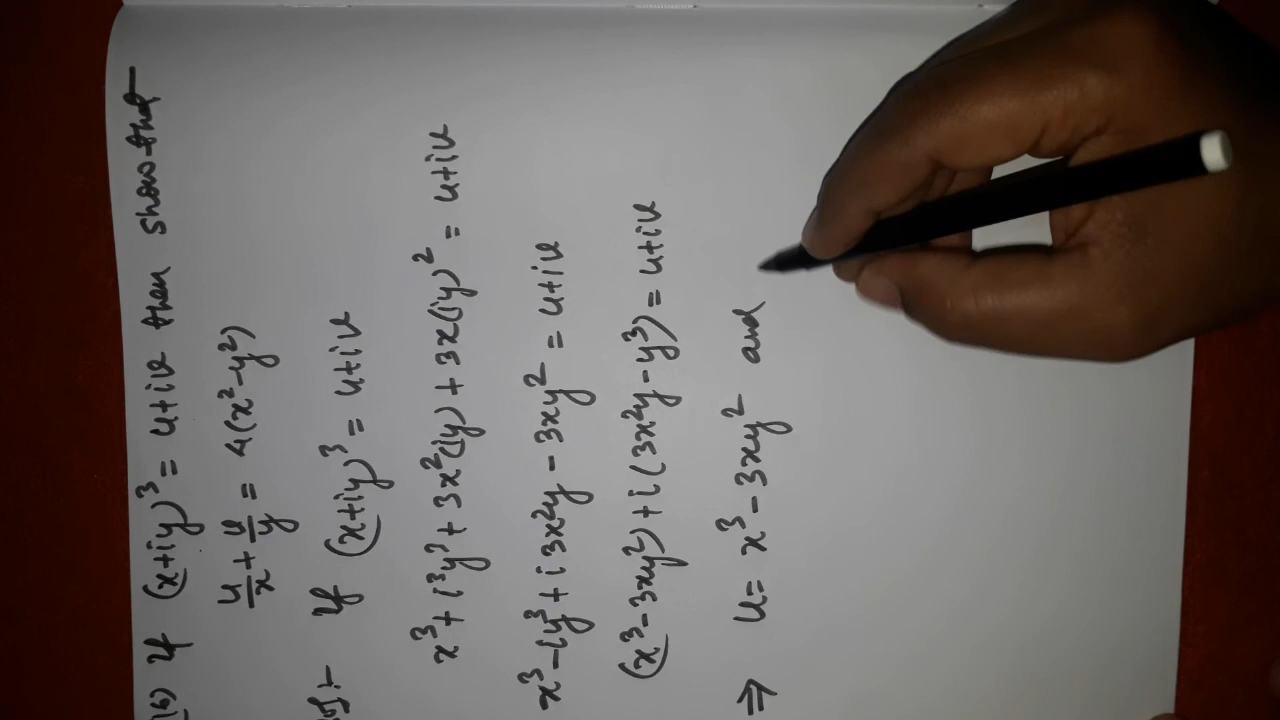 16) If (x+iy)³ = u+iv then show that
u/x + v/y = 4(x²-y²)
Sol:- If (x+iy)³ = u+iv
x³ + i³y³ + 3x²(iy) + 3x(iy)² = u+iv
x³ - iy³ + i3x²y - 3xy² = u+iv
(x³ - 3xy²) + i(3x²y - y³) = u+iv
⇒ u = x³ - 3xy² and